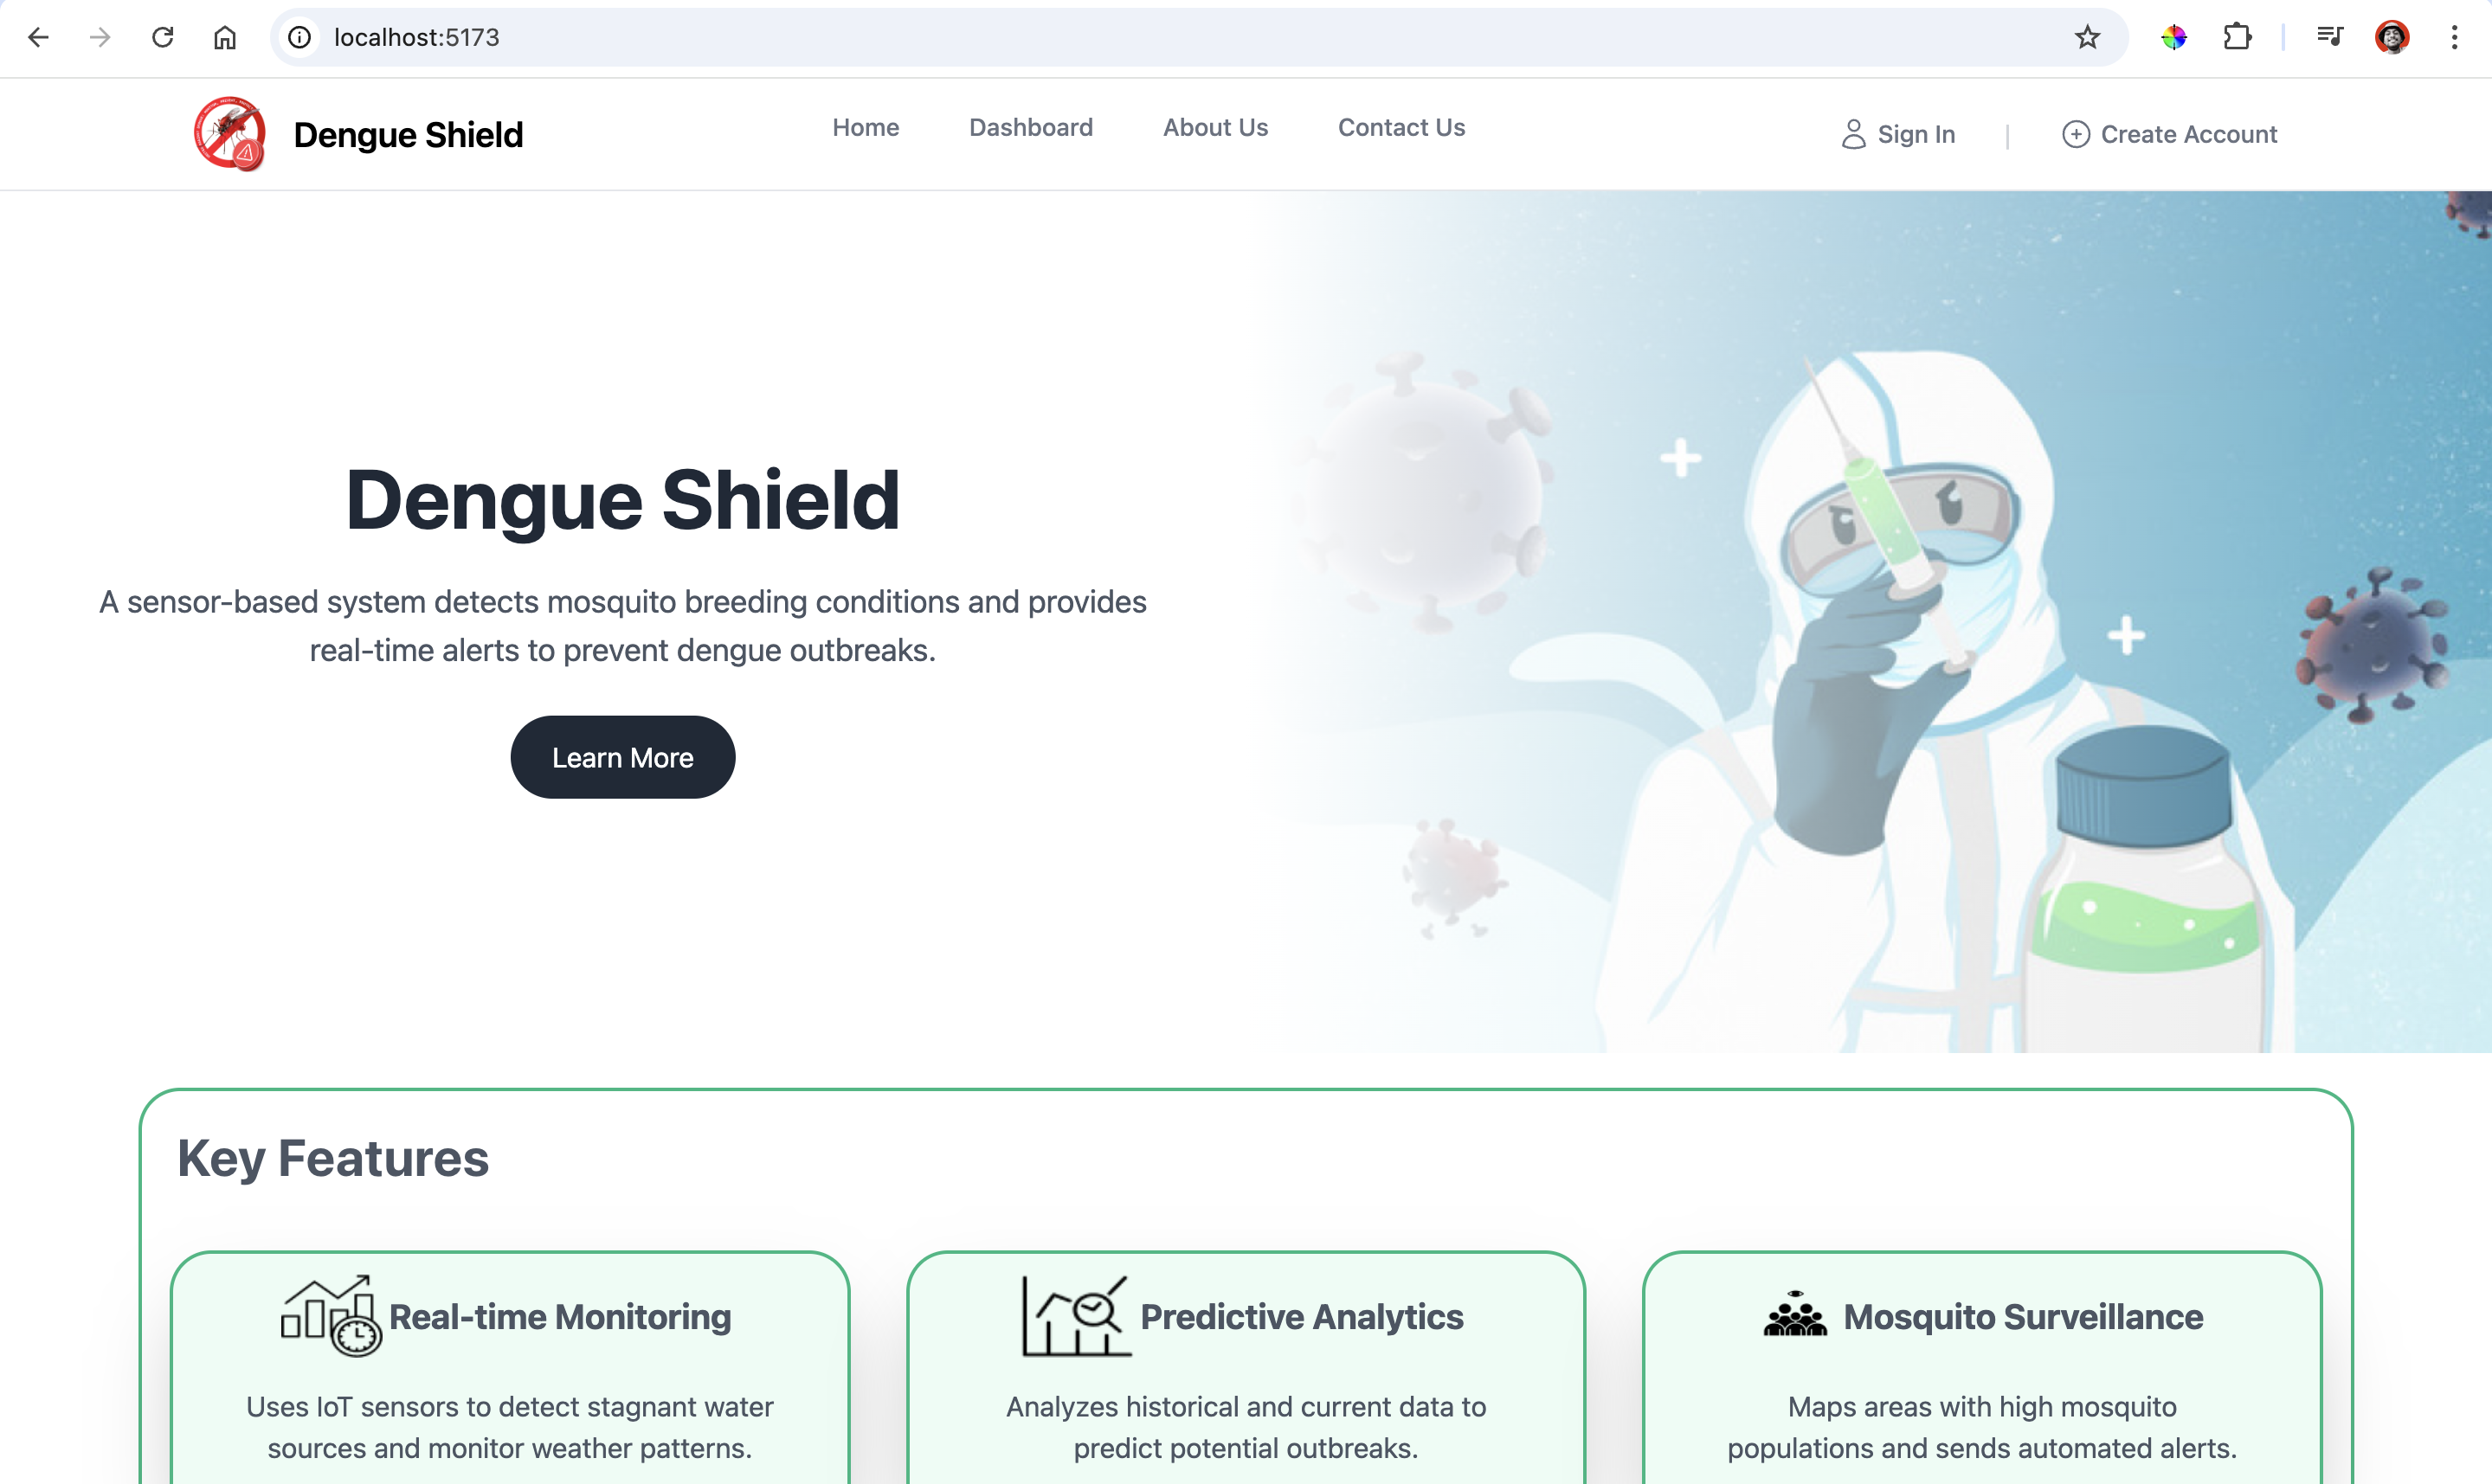 localhost:5173
Dengue Shield
Home
Dashboard
About Us
Contact Us
Sign In
|
Create Account
Dengue Shield
A sensor-based system detects mosquito breeding conditions and provides
real-time alerts to prevent dengue outbreaks.
Learn More
Key Features
Real-time Monitoring
Uses IoT sensors to detect stagnant water
sources and monitor weather patterns.
Predictive Analytics
Analyzes historical and current data to
predict potential outbreaks.
Mosquito Surveillance
Maps areas with high mosquito
populations and sends automated alerts.